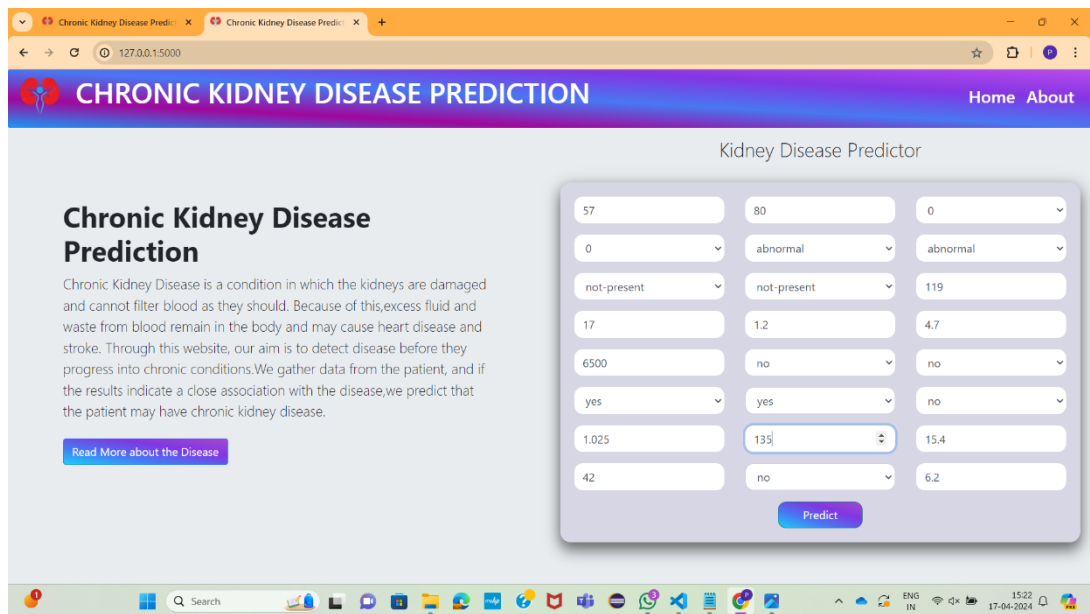 Chronic Kidney Disease Predict
Chronic Kidney Disease Predict
127.0.0.1:5000
P
CHRONIC KIDNEY DISEASE PREDICTION
Home About
Chronic Kidney Disease
Prediction
Chronic Kidney Disease is a condition in which the kidneys are damaged
and cannot filter blood as they should. Because of this,excess fluid and
waste from blood remain in the body and may cause heart disease and
stroke. Through this website, our aim is to detect disease before they
progress into chronic conditions.We gather data from the patient, and if
the results indicate a close association with the disease,we predict that
the patient may have chronic kidney disease.
Read More about the Disease
Kidney Disease Predictor
57 80 0
0 abnormal abnormal
not-present not-present 119
17 1.2 4.7
6500 no no
yes yes no
1.025 135 15.4
42 no 6.2
Predict
1
Search
ENG
IN
15:22
17-04-2024